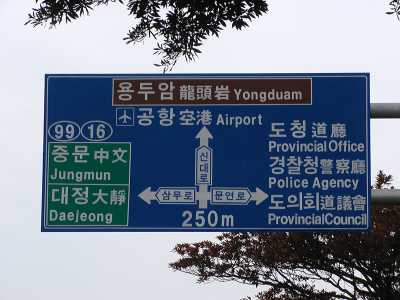 용두암 龍頭岩 Yongduam
공항 空港 Airport
99 16
중문 中文
Jungmun
대정 大靜
Daejeong
신대로
삼무로
문연로
250m
도청 道廳
Provincial Office
경찰청 警察廳
Police Agency
도의회 道議會
Provincial Council